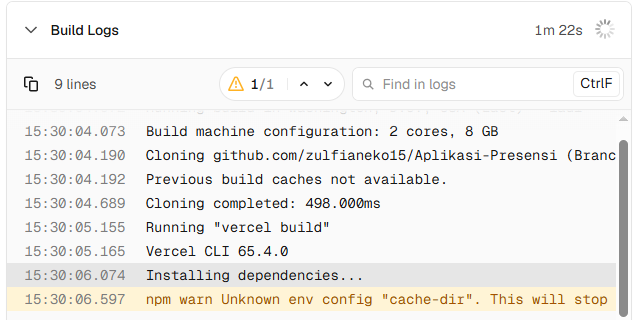 Build Logs
1m 22s
9 lines
1/1
Find in logs
CtrlF
15:30:04.073 Build machine configuration: 2 cores, 8 GB
15:30:04.190 Cloning github.com/zulfianeko15/Aplikasi-Presensi (Branc
15:30:04.192 Previous build caches not available.
15:30:04.689 Cloning completed: 498.000ms
15:30:05.155 Running "vercel build"
15:30:05.165 Vercel CLI 65.4.0
15:30:06.074 Installing dependencies...
15:30:06.597 npm warn Unknown env config "cache-dir". This will stop